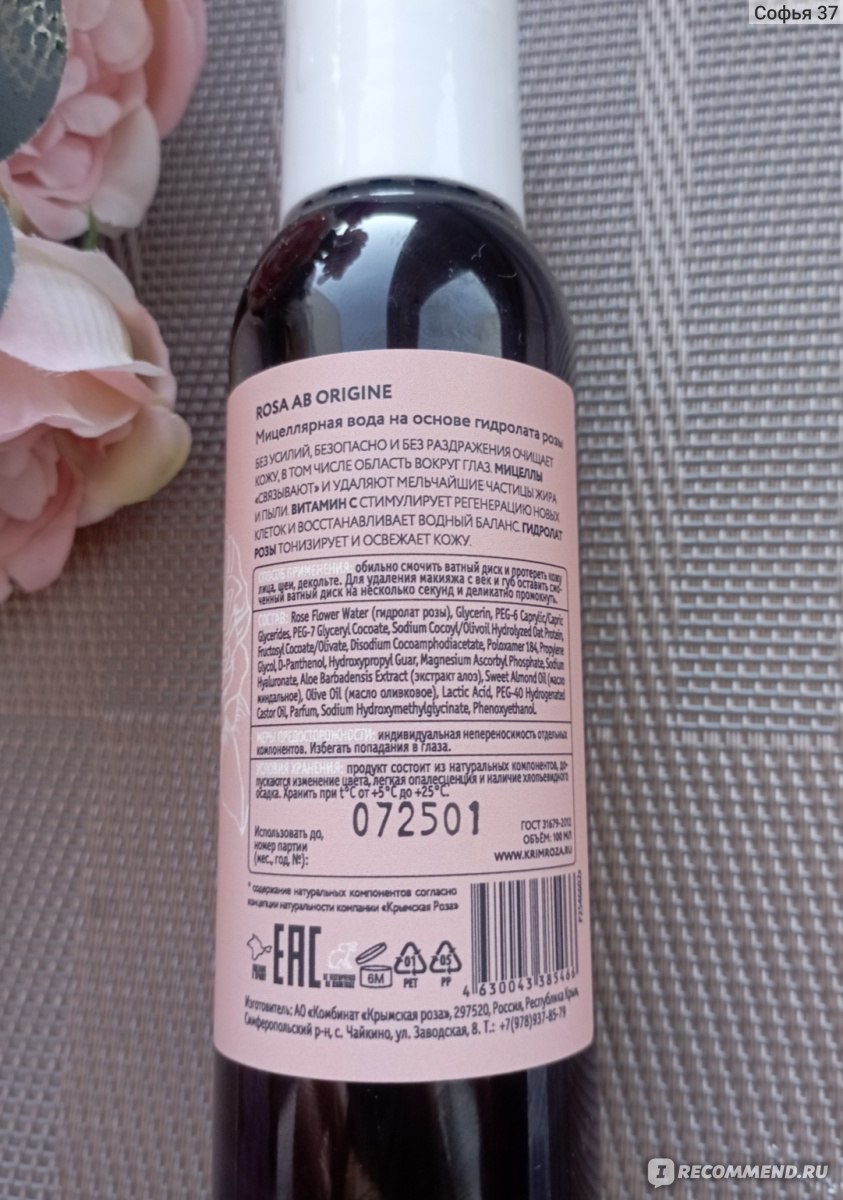 Софья 37
ROSA AB ORIGINE
Мицеллярная вода на основе гидролата розы
БЕЗ УСИЛИЙ, БЕЗОПАСНО И БЕЗ РАЗДРАЖЕНИЯ ОЧИЩАЕТ
КОЖУ, В ТОМ ЧИСЛЕ ОБЛАСТЬ ВОКРУГ ГЛАЗ. МИЦЕЛЛЫ
«СВЯЗЫВАЮТ» И УДАЛЯЮТ МЕЛЬЧАЙШИЕ ЧАСТИЦЫ ЖИРА
И ПЫЛИ. ВИТАМИН С СТИМУЛИРУЕТ РЕГЕНЕРАЦИЮ НОВЫХ
КЛЕТОК И ВОССТАНАВЛИВАЕТ ВОДНЫЙ БАЛАНС. ГИДРОЛАТ
РОЗЫ ТОНИЗИРУЕТ И ОСВЕЖАЕТ КОЖУ.
СПОСОБ ПРИМЕНЕНИЯ: обильно смочить ватный диск и протереть кожу
лица, шеи, декольте. Для удаления макияжа с век и губ оставить смо-
ченный ватный диск на несколько секунд и деликатно промокнуть.
СОСТАВ: Rose Flower Water (гидролат розы), Glycerin, PEG-6 Caprylic/Capric
Glycerides, PEG-7 Glyceryl Cocoate, Sodium Cocoyl/Olivoil Hydrolyzed Oat Protein,
Fructosyl Cocoate/Olivate, Disodium Cocoamphodiacetate, Poloxamer 184, Propylene
Glycol, D-Panthenol, Hydroxypropyl Guar, Magnesium Ascorbyl Phosphate, Sodium
Hyaluronate, Aloe Barbadensis Extract (экстракт алоэ), Sweet Almond Oil (масло
миндальное), Olive Oil (масло оливковое), Lactic Acid, PEG-40 Hydrogenated
Castor Oil, Parfum, Sodium Hydroxymethylglycinate, Phenoxyethanol.
МЕРЫ ПРЕДОСТОРОЖНОСТИ: индивидуальная непереносимость отдельных
компонентов. Избегать попадания в глаза.
УСЛОВИЯ ХРАНЕНИЯ: продукт состоит из натуральных компонентов, до-
пускаются изменение цвета, легкая опалесценция и наличие хлопьевидного
осадка. Хранить при t°C от +5°C до +25°C.
Использовать до,
номер партии
(мес., год, №):
072501
ГОСТ 31679-2012
ОБЪЁМ: 100 МЛ
WWW.KRIMROZA.RU
* содержание натуральных компонентов согласно
концепции натуральности компании «Крымская Роза»
EAC
6M
01
PET
05
PP
4 630043 385466
Изготовитель: АО «Комбинат «Крымская роза», 297520, Россия, Республика Крым,
Симферопольский р-н, с. Чайкино, ул. Заводская, 8. Т.: +7(978)937-85-79
IRECOMMEND.RU